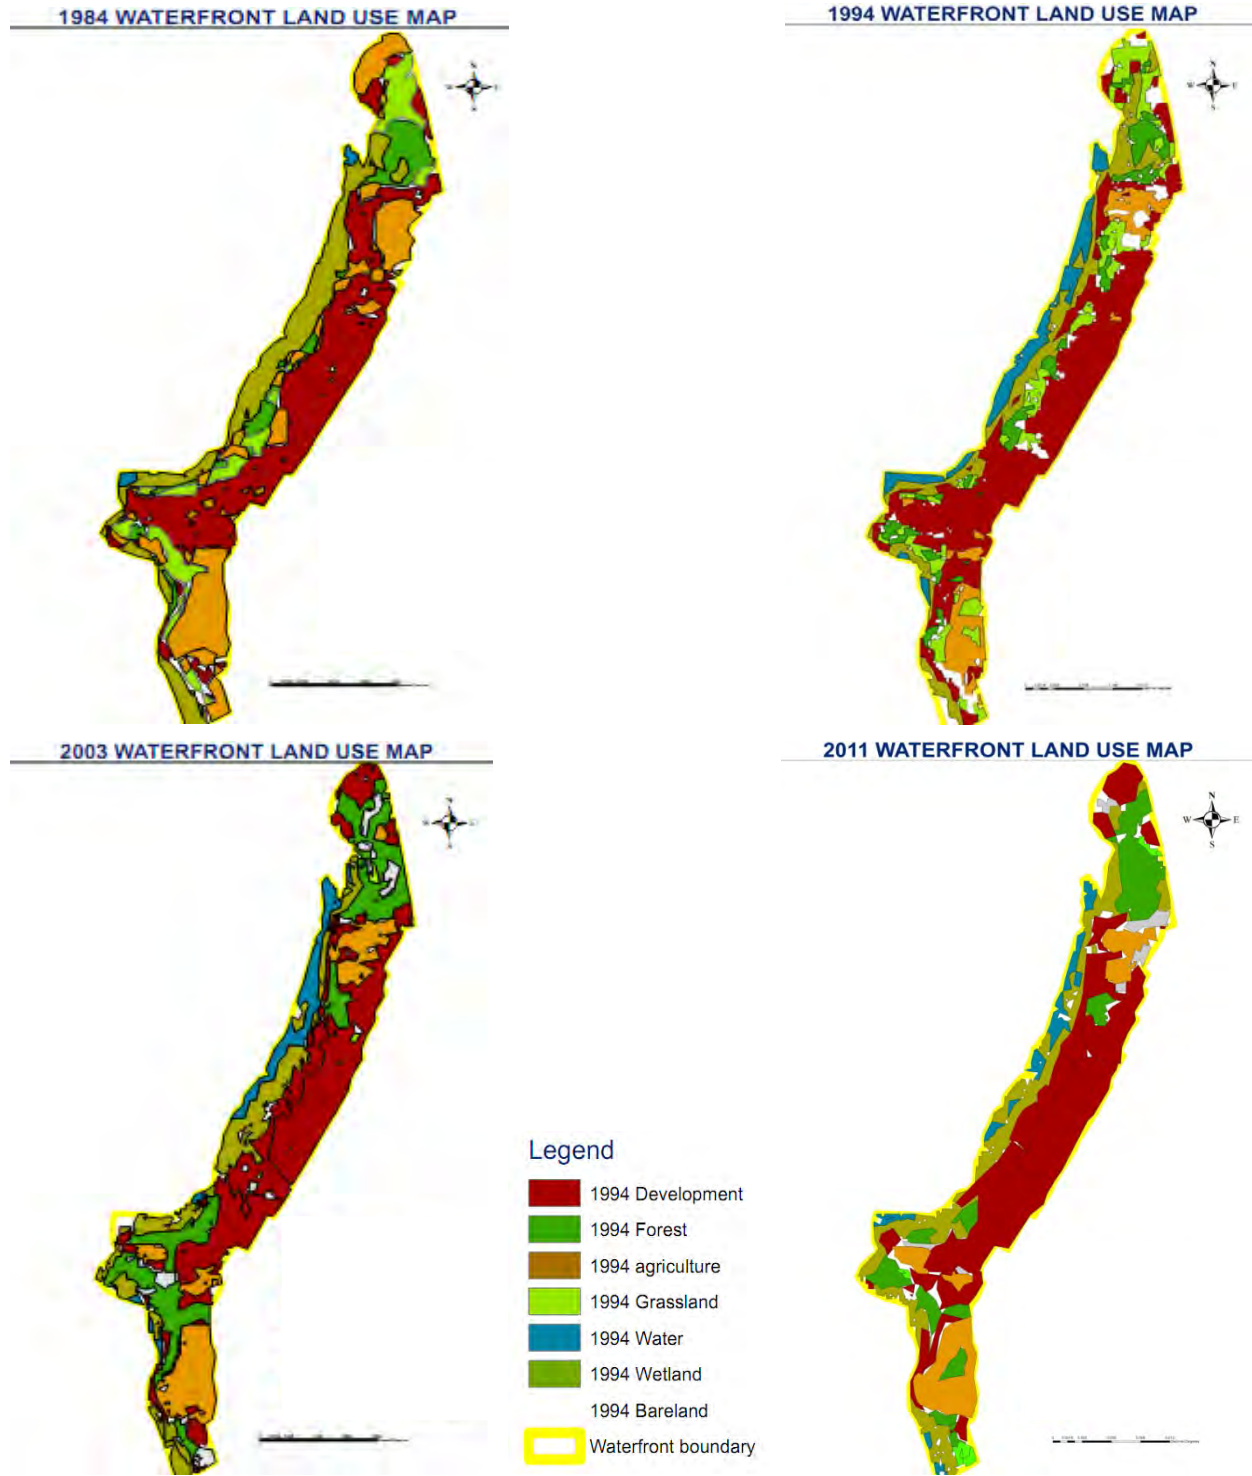 1984 WATERFRONT LAND USE MAP
1994 WATERFRONT LAND USE MAP
N
W E
S
N
W E
S
2003 WATERFRONT LAND USE MAP
2011 WATERFRONT LAND USE MAP
N
S
N
W E
S
Legend
1994 Development
1994 Forest
1994 agriculture
1994 Grassland
1994 Water
1994 Wetland
1994 Bareland
Waterfront boundary